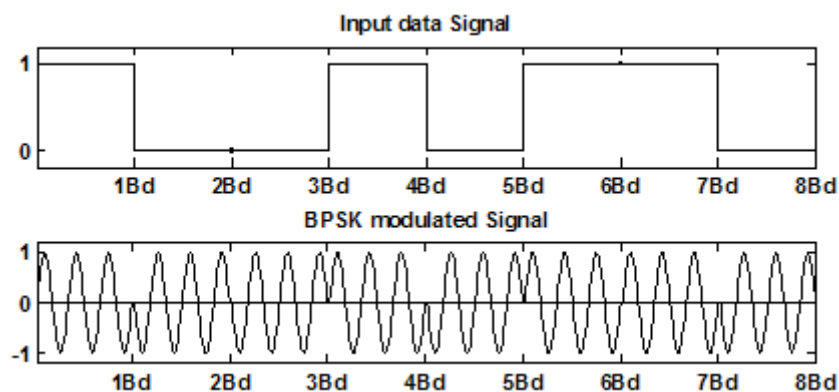 Input data Signal
1
0
1Bd 2Bd 3Bd 4Bd 5Bd 6Bd 7Bd 8Bd
BPSK modulated Signal
1
0
-1
1Bd 2Bd 3Bd 4Bd 5Bd 6Bd 7Bd 8Bd